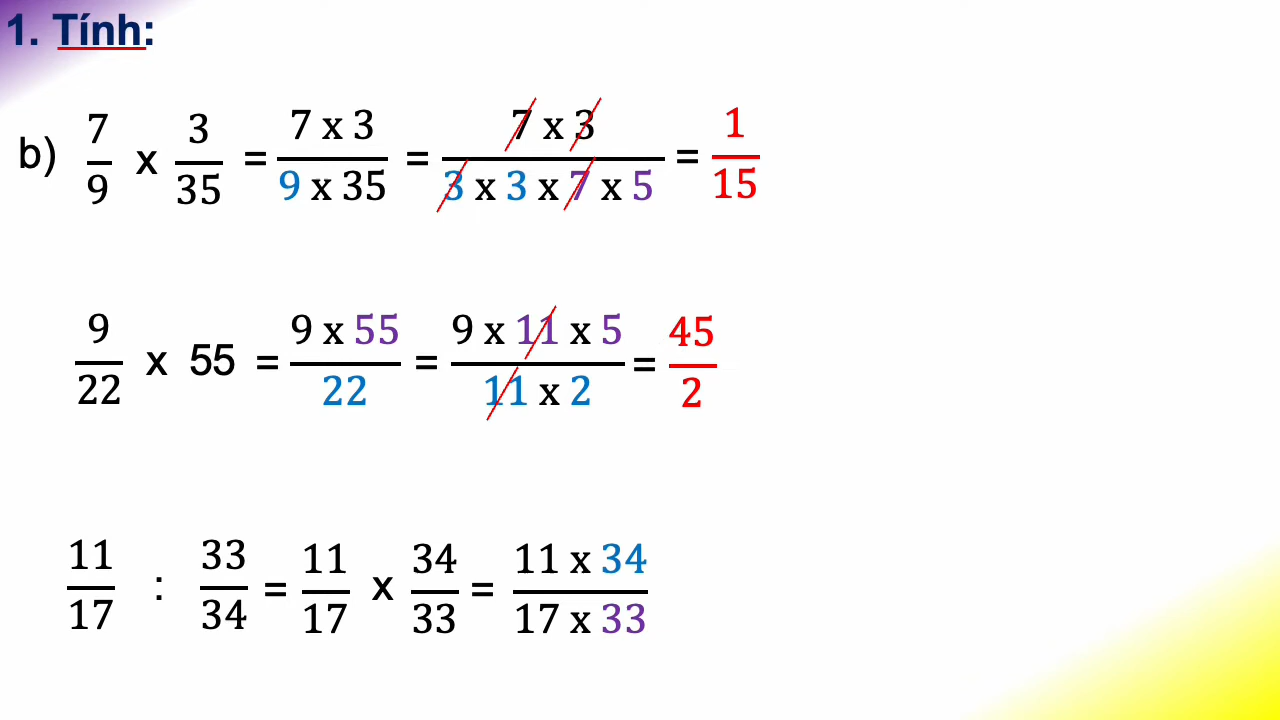 1. Tính:
b) 7/9 x 3/35 = 7 x 3 / 9 x 35 = 7 x 3 / 3 x 3 x 7 x 5 = 1/15
9/22 x 55 = 9 x 55 / 22 = 9 x 11 x 5 / 11 x 2 = 45/2
11/17 : 33/34 = 11/17 x 34/33 = 11 x 34 / 17 x 33